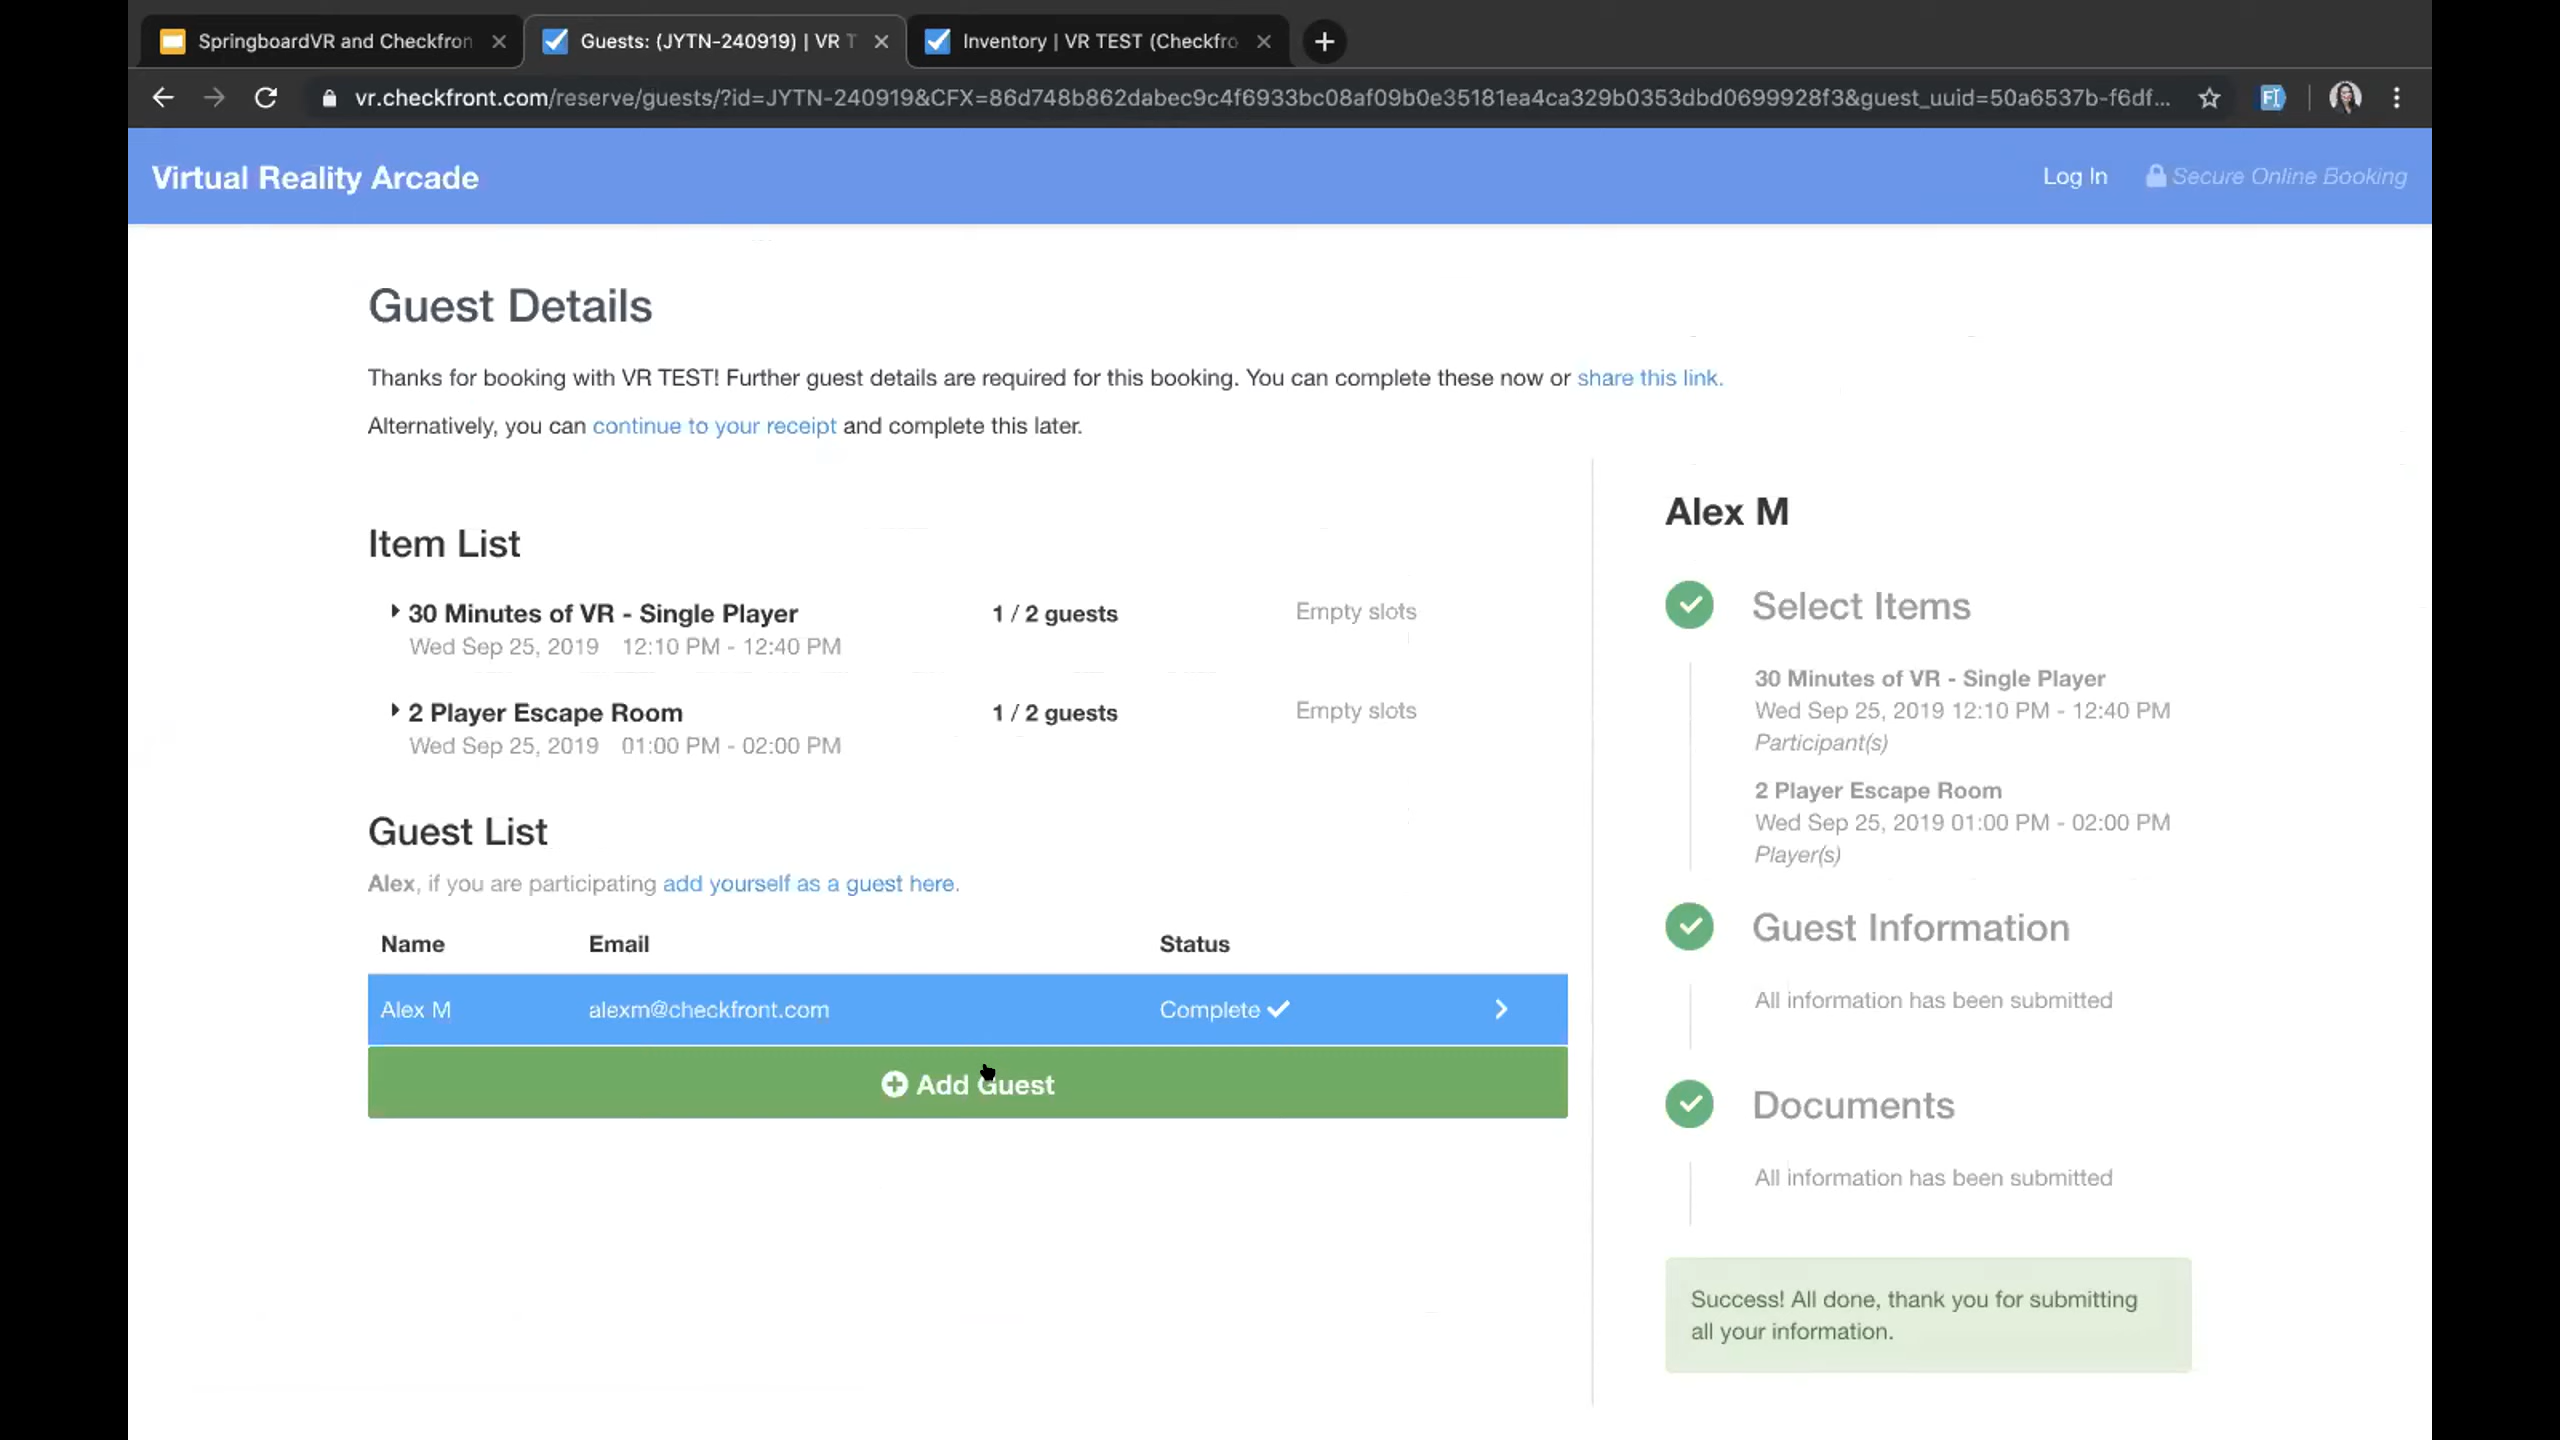 SpringboardVR and Checkfron
Guests: (JYTN-240919) | VR T
Inventory | VR TEST (Checkfro
vr.checkfront.com/reserve/guests/?id=JYTN-240919&CFX=86d748b862dabec9c4f6933bc08af09b0e35181ea4ca329b0353dbd0699928f3&guest_uuid=50a6537b-f6df...
Virtual Reality Arcade
Log In
Secure Online Booking
Guest Details
Thanks for booking with VR TEST! Further guest details are required for this booking. You can complete these now or share this link.
Alternatively, you can continue to your receipt and complete this later.
Item List
30 Minutes of VR - Single Player 1 / 2 guests Empty slots
Wed Sep 25, 2019 12:10 PM - 12:40 PM
2 Player Escape Room 1 / 2 guests Empty slots
Wed Sep 25, 2019 01:00 PM - 02:00 PM
Guest List
Alex, if you are participating add yourself as a guest here.
Name Email Status
Alex M alexm@checkfront.com Complete
Add Guest
Alex M
Select Items
30 Minutes of VR - Single Player
Wed Sep 25, 2019 12:10 PM - 12:40 PM
Participant(s)
2 Player Escape Room
Wed Sep 25, 2019 01:00 PM - 02:00 PM
Player(s)
Guest Information
All information has been submitted
Documents
All information has been submitted
Success! All done, thank you for submitting
all your information.